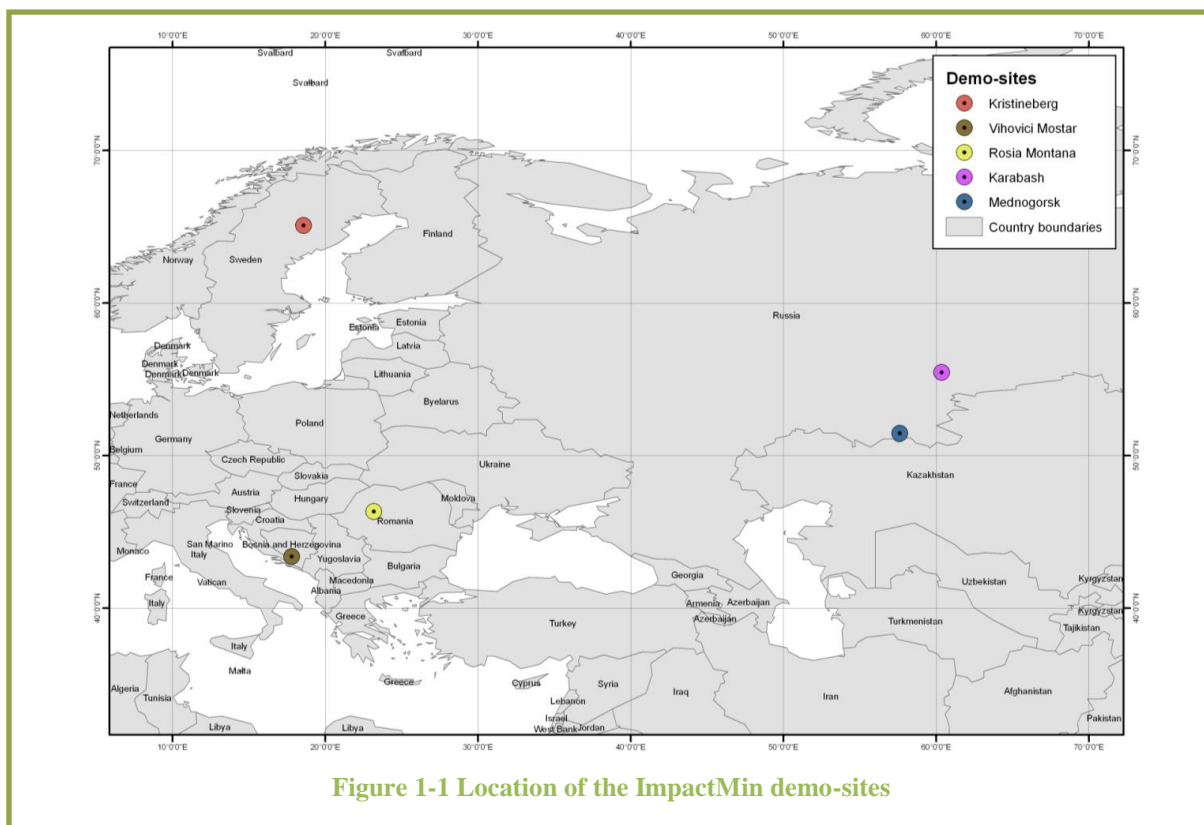 10°0'0"E 20°0'0"E 30°0'0"E 40°0'0"E 50°0'0"E 60°0'0"E 70°0'0"E
Svalbard Svalbard
Svalbard
Demo-sites
Kristineberg
Vihovici Mostar
Rosia Montana
Karabash
Mednogorsk
Country boundaries
70°0'0"N 70°0'0"N
Finland
Norway Sweden
60°0'0"N 60°0'0"N
Russia
Estonia Estonia
Denmark Latvia
Denmark
Denmark Denmark Lithuania
Byelarus
Netherlands
Poland
Germany
Belgium
50°0'0"N 50°0'0"N
Czech Republic Ukraine
Slovakia Kazakhstan
France
Austria Hungary Moldova
Switzerland
Slovenia
Croatia Romania
San Marino Bosnia and Herzegovina
Monaco Italy Yugoslavia
Bulgaria
France Vatican Macedonia Georgia Uzbekistan Kyrgyzstan
Albania
Italy Armenia Azerbaijan
40°0'0"N 40°0'0"N
Kyrgyzstan
Greece Turkey Azerbaijan Turkmenistan Tajikistan
Italy
Malta Greece Cyprus Syria
Algeria Tunisia Lebanon Iraq Iran Afghanistan
Israel Pakistan
Libya Libya West Bank Jordan
10°0'0"E 20°0'0"E 30°0'0"E 40°0'0"E 50°0'0"E 60°0'0"E 70°0'0"E
Figure 1-1 Location of the ImpactMin demo-sites